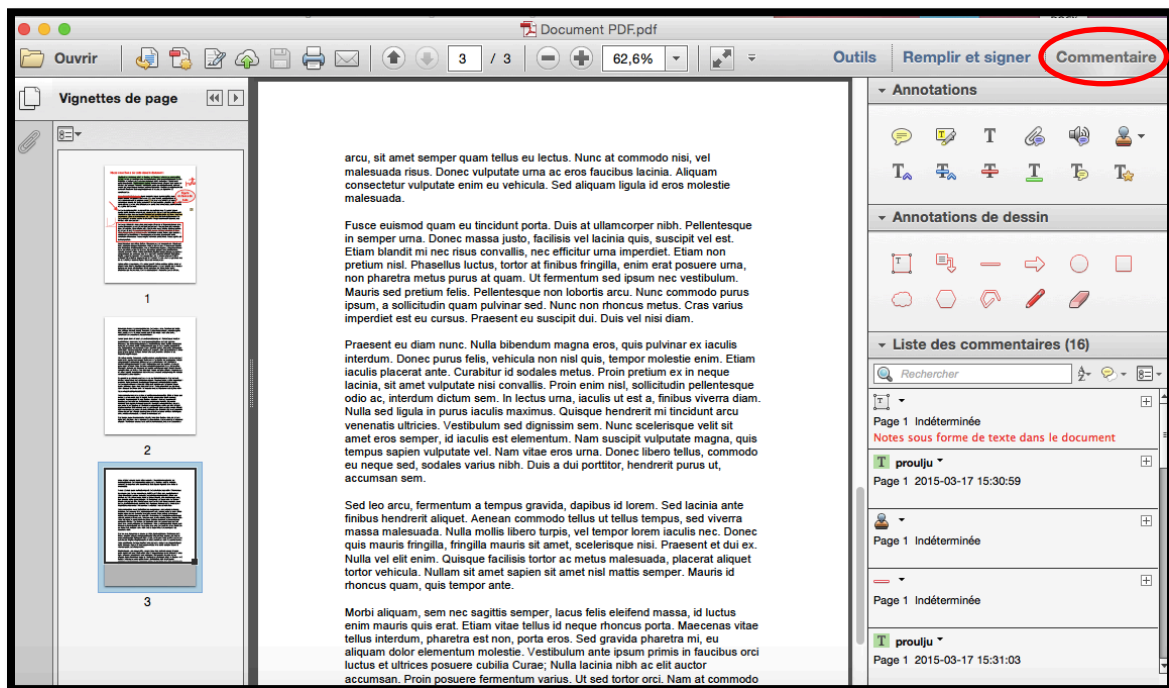 Document PDF.pdf
Ouvrir
3 / 3
62,6%
Outils
Remplir et signer
Commentaire
Vignettes de page
1
2
3
arcu, sit amet semper quam tellus eu lectus. Nunc at commodo nisi, vel
malesuada risus. Donec vulputate urna ac eros faucibus lacinia. Aliquam
consectetur vulputate enim eu vehicula. Sed aliquam ligula id eros molestie
malesuada.
Fusce euismod quam eu tincidunt porta. Duis at ullamcorper nibh. Pellentesque
in semper urna. Donec massa justo, facilisis vel lacinia quis, suscipit vel est.
Etiam blandit mi nec risus convallis, nec efficitur urna imperdiet. Etiam non
pretium nisl. Phasellus luctus, tortor at finibus fringilla, enim erat posuere urna,
non pharetra metus purus at quam. Ut fermentum sed ipsum nec vestibulum.
Mauris sed pretium felis. Pellentesque non lobortis arcu. Nunc commodo purus
ipsum, a sollicitudin quam pulvinar sed. Nunc non rhoncus metus. Cras varius
imperdiet est eu cursus. Praesent eu suscipit dui. Duis vel nisi diam.
Praesent eu diam nunc. Nulla bibendum magna eros, quis pulvinar ex iaculis
interdum. Donec purus felis, vehicula non nisl quis, tempor molestie enim. Etiam
iaculis placerat ante. Curabitur id sodales metus. Proin pretium ex in neque
lacinia, sit amet vulputate nisi convallis. Proin enim nisl, sollicitudin pellentesque
odio ac, interdum dictum sem. In lectus urna, iaculis ut est a, finibus viverra diam.
Nulla sed ligula in purus iaculis maximus. Quisque hendrerit mi tincidunt arcu
venenatis ultricies. Vestibulum sed dignissim sem. Nunc scelerisque velit sit
amet eros semper, id iaculis est elementum. Nam suscipit vulputate magna, quis
tempus sapien vulputate vel. Nam vitae eros urna. Donec libero tellus, commodo
eu neque sed, sodales varius nibh. Duis a dui porttitor, hendrerit purus ut,
accumsan sem.
Sed leo arcu, fermentum a tempus gravida, dapibus id lorem. Sed lacinia ante
finibus hendrerit aliquet. Aenean commodo tellus ut tellus tempus, sed viverra
massa malesuada. Nulla mollis libero turpis, vel tempor lorem iaculis nec. Donec
quis mauris fringilla, fringilla mauris sit amet, scelerisque nisi. Praesent et dui ex.
Nulla vel elit enim. Quisque facilisis tortor ac metus malesuada, placerat aliquet
tortor vehicula. Nullam sit amet sapien sit amet nisl mattis semper. Mauris id
rhoncus quam, quis tempor ante.
Morbi aliquam, sem nec sagittis semper, lacus felis eleifend massa, id luctus
enim mauris quis erat. Etiam vitae tellus id neque rhoncus porta. Maecenas vitae
tellus interdum, pharetra est non, porta eros. Sed gravida pharetra mi, eu
aliquam dolor elementum molestie. Vestibulum ante ipsum primis in faucibus orci
luctus et ultrices posuere cubilia Curae; Nulla lacinia nibh ac elit auctor
accumsan. Proin posuere fermentum varius. Ut sed tortor orci. Nam at commodo
Annotations
Annotations de dessin
Liste des commentaires (16)
Rechercher
Page 1 Indéterminée
Notes sous forme de texte dans le document
proulju
Page 1 2015-03-17 15:30:59
Page 1 Indéterminée
Page 1 Indéterminée
proulju
Page 1 2015-03-17 15:31:03